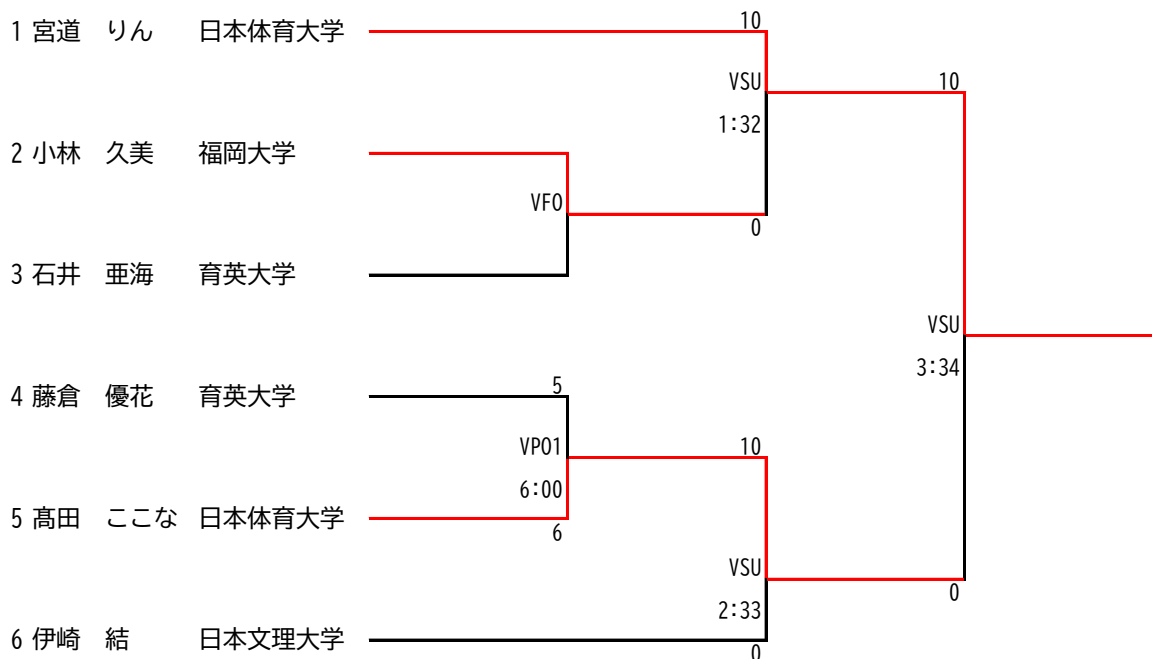 10
1 宮道 りん 日本体育大学
VSU 10
1:32
2 小林 久美 福岡大学
VFO
0
3 石井 亜海 育英大学
VSU
3:34
5
4 藤倉 優花 育英大学
VPO1 10
6:00
5 髙田 ここな 日本体育大学
6
VSU
0
2:33
6 伊崎 結 日本文理大学
0